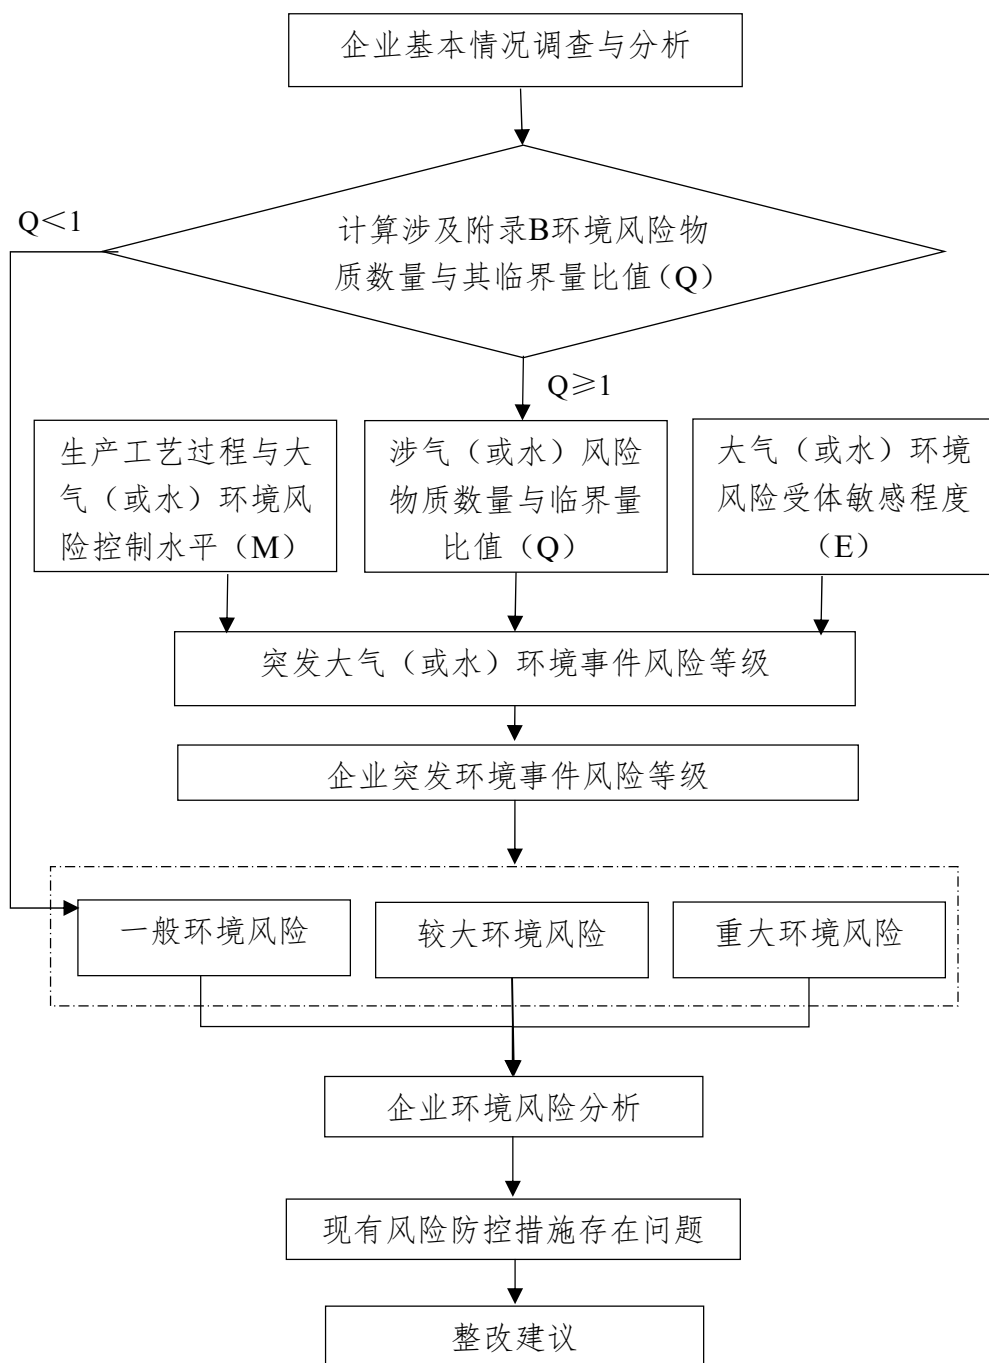 企业基本情况调查与分析
Q＜1
计算涉及附录B环境风险物
质数量与其临界量比值（Q）
Q≥1
生产工艺过程与大
气（或水）环境风
险控制水平（M）
涉气（或水）风险
物质数量与临界量
比值（Q）
大气（或水）环境
风险受体敏感程度
（E）
突发大气（或水）环境事件风险等级
企业突发环境事件风险等级
一般环境风险
较大环境风险
重大环境风险
企业环境风险分析
现有风险防控措施存在问题
整改建议